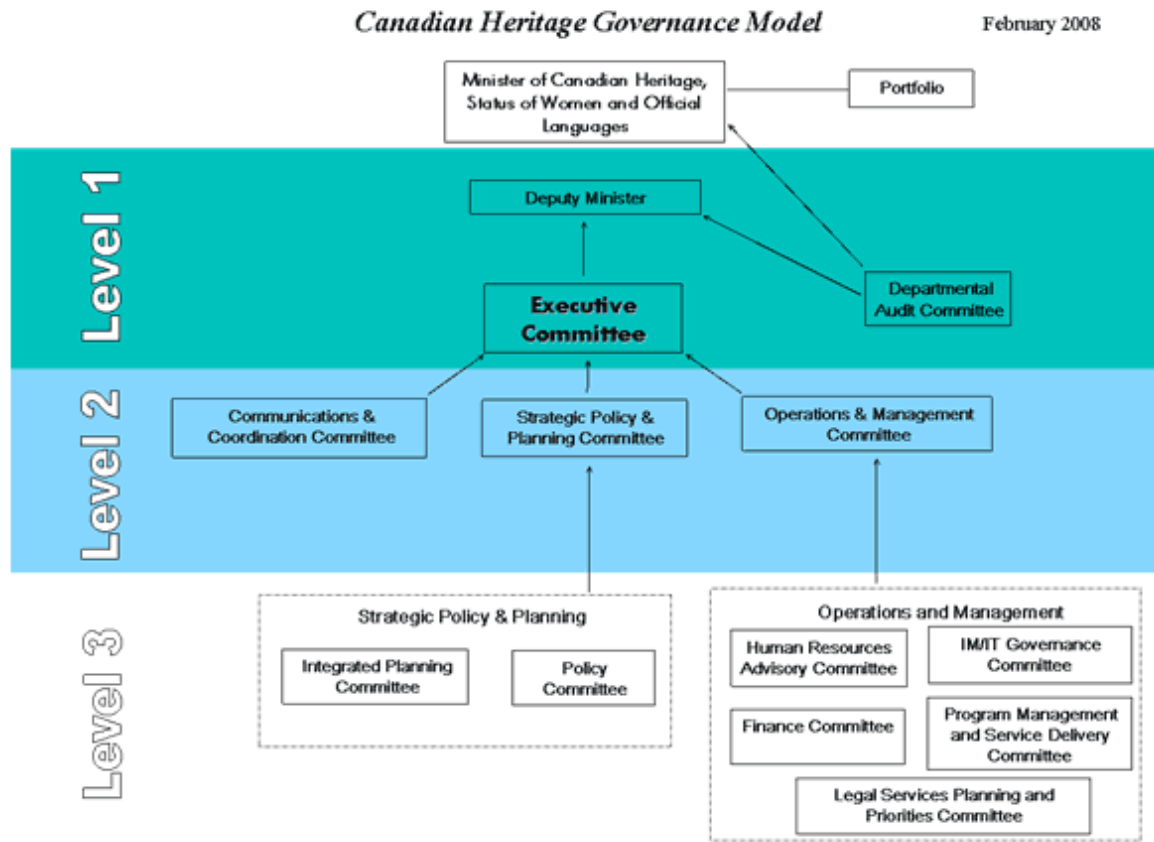 Canadian Heritage Governance Model
February 2008
Minister of Canadian Heritage,
Status of Women and Official
Languages
Portfolio
Level 1
Deputy Minister
Executive
Committee
Departmental
Audit Committee
Level 2
Communications &
Coordination Committee
Strategic Policy &
Planning Committee
Operations & Management
Committee
Level 3
Strategic Policy & Planning
Integrated Planning
Committee
Policy
Committee
Operations and Management
Human Resources
Advisory Committee
IM/IT Governance
Committee
Finance Committee
Program Management
and Service Delivery
Committee
Legal Services Planning and
Priorities Committee